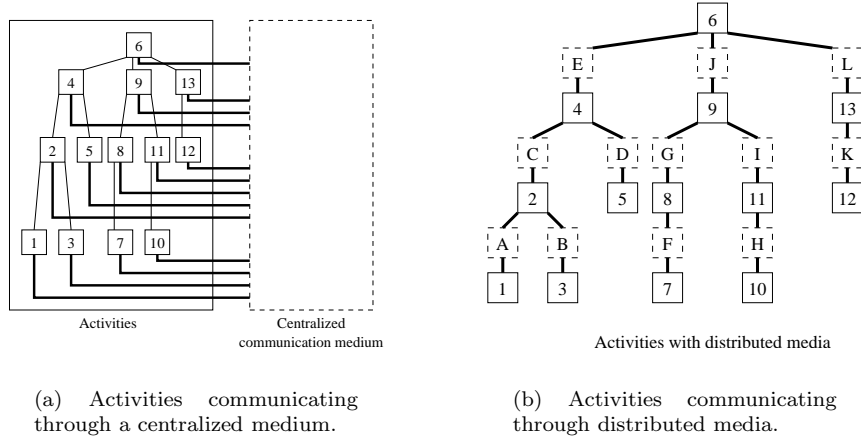 6
4 9 13
2 5 8 11 12
1 3 7 10
Activities
Centralized
communication medium
(a) Activities communicating
through a centralized medium.
6
E J L
4 9 13
C D G I K
2 5 8 11 12
A B F H
1 3 7 10
Activities with distributed media
(b) Activities communicating
through distributed media.